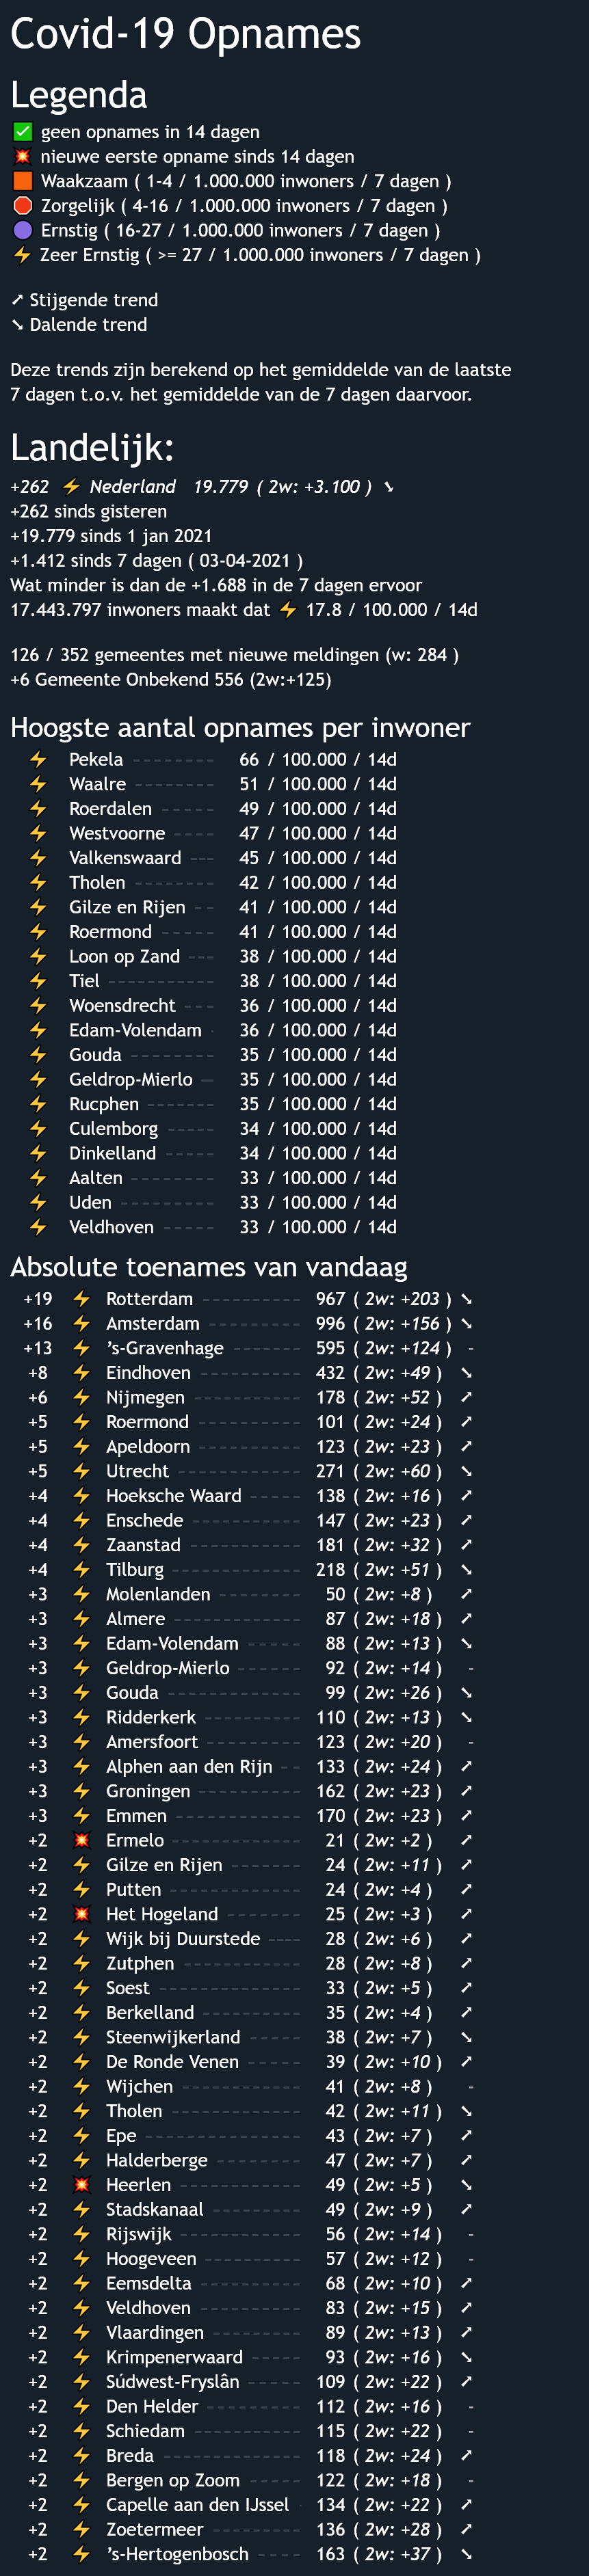 Covid-19 Opnames
Legenda
✅ geen opnames in 14 dagen
💥 nieuwe eerste opname sinds 14 dagen
🟧 Waakzaam ( 1-4 / 1.000.000 inwoners / 7 dagen )
🛑 Zorgelijk ( 4-16 / 1.000.000 inwoners / 7 dagen )
🟣 Ernstig ( 16-27 / 1.000.000 inwoners / 7 dagen )
⚡ Zeer Ernstig ( >= 27 / 1.000.000 inwoners / 7 dagen )
↗ Stijgende trend
↘ Dalende trend
Deze trends zijn berekend op het gemiddelde van de laatste
7 dagen t.o.v. het gemiddelde van de 7 dagen daarvoor.
Landelijk:
+262 ⚡ Nederland 19.779 ( 2w: +3.100 ) ↘
+262 sinds gisteren
+19.779 sinds 1 jan 2021
+1.412 sinds 7 dagen ( 03-04-2021 )
Wat minder is dan de +1.688 in de 7 dagen ervoor
17.443.797 inwoners maakt dat ⚡ 17.8 / 100.000 / 14d
126 / 352 gemeentes met nieuwe meldingen (w: 284 )
+6 Gemeente Onbekend 556 (2w:+125)
Hoogste aantal opnames per inwoner
⚡ Pekela -------- 66 / 100.000 / 14d
⚡ Waalre -------- 51 / 100.000 / 14d
⚡ Roerdalen ----- 49 / 100.000 / 14d
⚡ Westvoorne ---- 47 / 100.000 / 14d
⚡ Valkenswaard --- 45 / 100.000 / 14d
⚡ Tholen -------- 42 / 100.000 / 14d
⚡ Gilze en Rijen -- 41 / 100.000 / 14d
⚡ Roermond ------ 41 / 100.000 / 14d
⚡ Loon op Zand --- 38 / 100.000 / 14d
⚡ Tiel ----------- 38 / 100.000 / 14d
⚡ Woensdrecht --- 36 / 100.000 / 14d
⚡ Edam-Volendam - 36 / 100.000 / 14d
⚡ Gouda -------- 35 / 100.000 / 14d
⚡ Geldrop-Mierlo -- 35 / 100.000 / 14d
⚡ Rucphen ------- 35 / 100.000 / 14d
⚡ Culemborg ----- 34 / 100.000 / 14d
⚡ Dinkelland ----- 34 / 100.000 / 14d
⚡ Aalten -------- 33 / 100.000 / 14d
⚡ Uden ---------- 33 / 100.000 / 14d
⚡ Veldhoven ----- 33 / 100.000 / 14d
Absolute toenames van vandaag
+19 ⚡ Rotterdam ---------- 967 ( 2w: +203 ) ↘
+16 ⚡ Amsterdam ---------- 996 ( 2w: +156 ) ↘
+13 ⚡ 's-Gravenhage ------- 595 ( 2w: +124 ) -
+8 ⚡ Eindhoven ---------- 432 ( 2w: +49 ) ↘
+6 ⚡ Nijmegen ----------- 178 ( 2w: +52 ) ↗
+5 ⚡ Roermond ---------- 101 ( 2w: +24 ) ↗
+5 ⚡ Apeldoorn ---------- 123 ( 2w: +23 ) ↗
+5 ⚡ Utrecht ------------ 271 ( 2w: +60 ) ↘
+4 ⚡ Hoeksche Waard ----- 138 ( 2w: +16 ) ↗
+4 ⚡ Enschede ----------- 147 ( 2w: +23 ) ↗
+4 ⚡ Zaanstad ----------- 181 ( 2w: +32 ) ↗
+4 ⚡ Tilburg ------------- 218 ( 2w: +51 ) ↘
+3 ⚡ Molenlanden -------- 50 ( 2w: +8 ) ↗
+3 ⚡ Almere ------------- 87 ( 2w: +18 ) ↗
+3 ⚡ Edam-Volendam ----- 88 ( 2w: +13 ) ↘
+3 ⚡ Geldrop-Mierlo ------ 92 ( 2w: +14 ) -
+3 ⚡ Gouda -------------- 99 ( 2w: +26 ) ↘
+3 ⚡ Ridderkerk ---------- 110 ( 2w: +13 ) ↘
+3 ⚡ Amersfoort ---------- 123 ( 2w: +20 ) -
+3 ⚡ Alphen aan den Rijn -- 133 ( 2w: +24 ) ↗
+3 ⚡ Groningen ---------- 162 ( 2w: +23 ) ↗
+3 ⚡ Emmen ------------- 170 ( 2w: +23 ) ↗
+2 💥 Ermelo ------------- 21 ( 2w: +2 ) ↗
+2 ⚡ Gilze en Rijen ------- 24 ( 2w: +11 ) ↗
+2 ⚡ Putten ------------- 24 ( 2w: +4 ) ↗
+2 💥 Het Hogeland ------- 25 ( 2w: +3 ) ↗
+2 ⚡ Wijk bij Duurstede ---- 28 ( 2w: +6 ) ↗
+2 ⚡ Zutphen ------------ 28 ( 2w: +8 ) ↗
+2 ⚡ Soest -------------- 33 ( 2w: +5 ) ↗
+2 ⚡ Berkelland ---------- 35 ( 2w: +4 ) ↗
+2 ⚡ Steenwijkerland ----- 38 ( 2w: +7 ) ↘
+2 ⚡ De Ronde Venen ----- 39 ( 2w: +10 ) ↗
+2 ⚡ Wijchen ------------ 41 ( 2w: +8 ) -
+2 ⚡ Tholen ------------- 42 ( 2w: +11 ) ↘
+2 ⚡ Epe ---------------- 43 ( 2w: +7 ) ↗
+2 ⚡ Halderberge -------- 47 ( 2w: +7 ) ↗
+2 💥 Heerlen ------------ 49 ( 2w: +5 ) ↘
+2 ⚡ Stadskanaal --------- 49 ( 2w: +9 ) ↗
+2 ⚡ Rijswijk ------------ 56 ( 2w: +14 ) -
+2 ⚡ Hoogeveen ---------- 57 ( 2w: +12 ) -
+2 ⚡ Eemsdelta ---------- 68 ( 2w: +10 ) ↗
+2 ⚡ Veldhoven ---------- 83 ( 2w: +15 ) ↗
+2 ⚡ Vlaardingen --------- 89 ( 2w: +13 ) ↗
+2 ⚡ Krimpenerwaard ----- 93 ( 2w: +16 ) ↘
+2 ⚡ Súdwest-Fryslân ----- 109 ( 2w: +22 ) ↗
+2 ⚡ Den Helder ---------- 112 ( 2w: +16 ) -
+2 ⚡ Schiedam ----------- 115 ( 2w: +22 ) -
+2 ⚡ Breda -------------- 118 ( 2w: +24 ) ↗
+2 ⚡ Bergen op Zoom ----- 122 ( 2w: +18 ) -
+2 ⚡ Capelle aan den IJssel - 134 ( 2w: +22 ) ↗
+2 ⚡ Zoetermeer --------- 136 ( 2w: +28 ) ↗
+2 ⚡ 's-Hertogenbosch ---- 163 ( 2w: +37 ) ↘